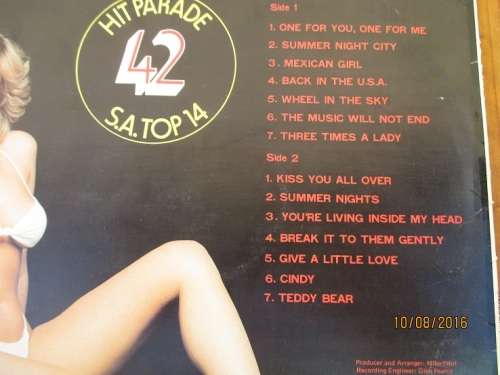 HIT PARADE
42
S.A. TOP 14
Side 1
1. ONE FOR YOU, ONE FOR ME
2. SUMMER NIGHT CITY
3. MEXICAN GIRL
4. BACK IN THE U.S.A.
5. WHEEL IN THE SKY
6. THE MUSIC WILL NOT END
7. THREE TIMES A LADY
Side 2
1. KISS YOU ALL OVER
2. SUMMER NIGHTS
3. YOU'RE LIVING INSIDE MY HEAD
4. BREAK IT TO THEM GENTLY
5. GIVE A LITTLE LOVE
6. CINDY
7. TEDDY BEAR
10/08/2016
Producer and Arranger:
Recording Engineer: